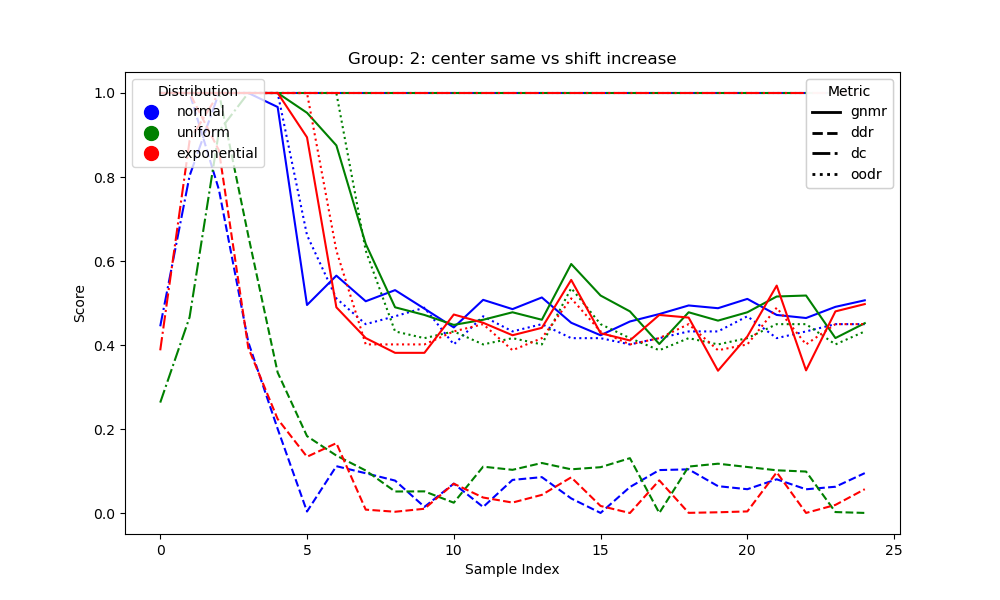 Group: 2: center same vs shift increase
Distribution
normal
uniform
exponential
Metric
gnmr
ddr
dc
oodr
Score
1.0
0.8
0.6
0.4
0.2
0.0
0
5
10
15
20
25
Sample Index